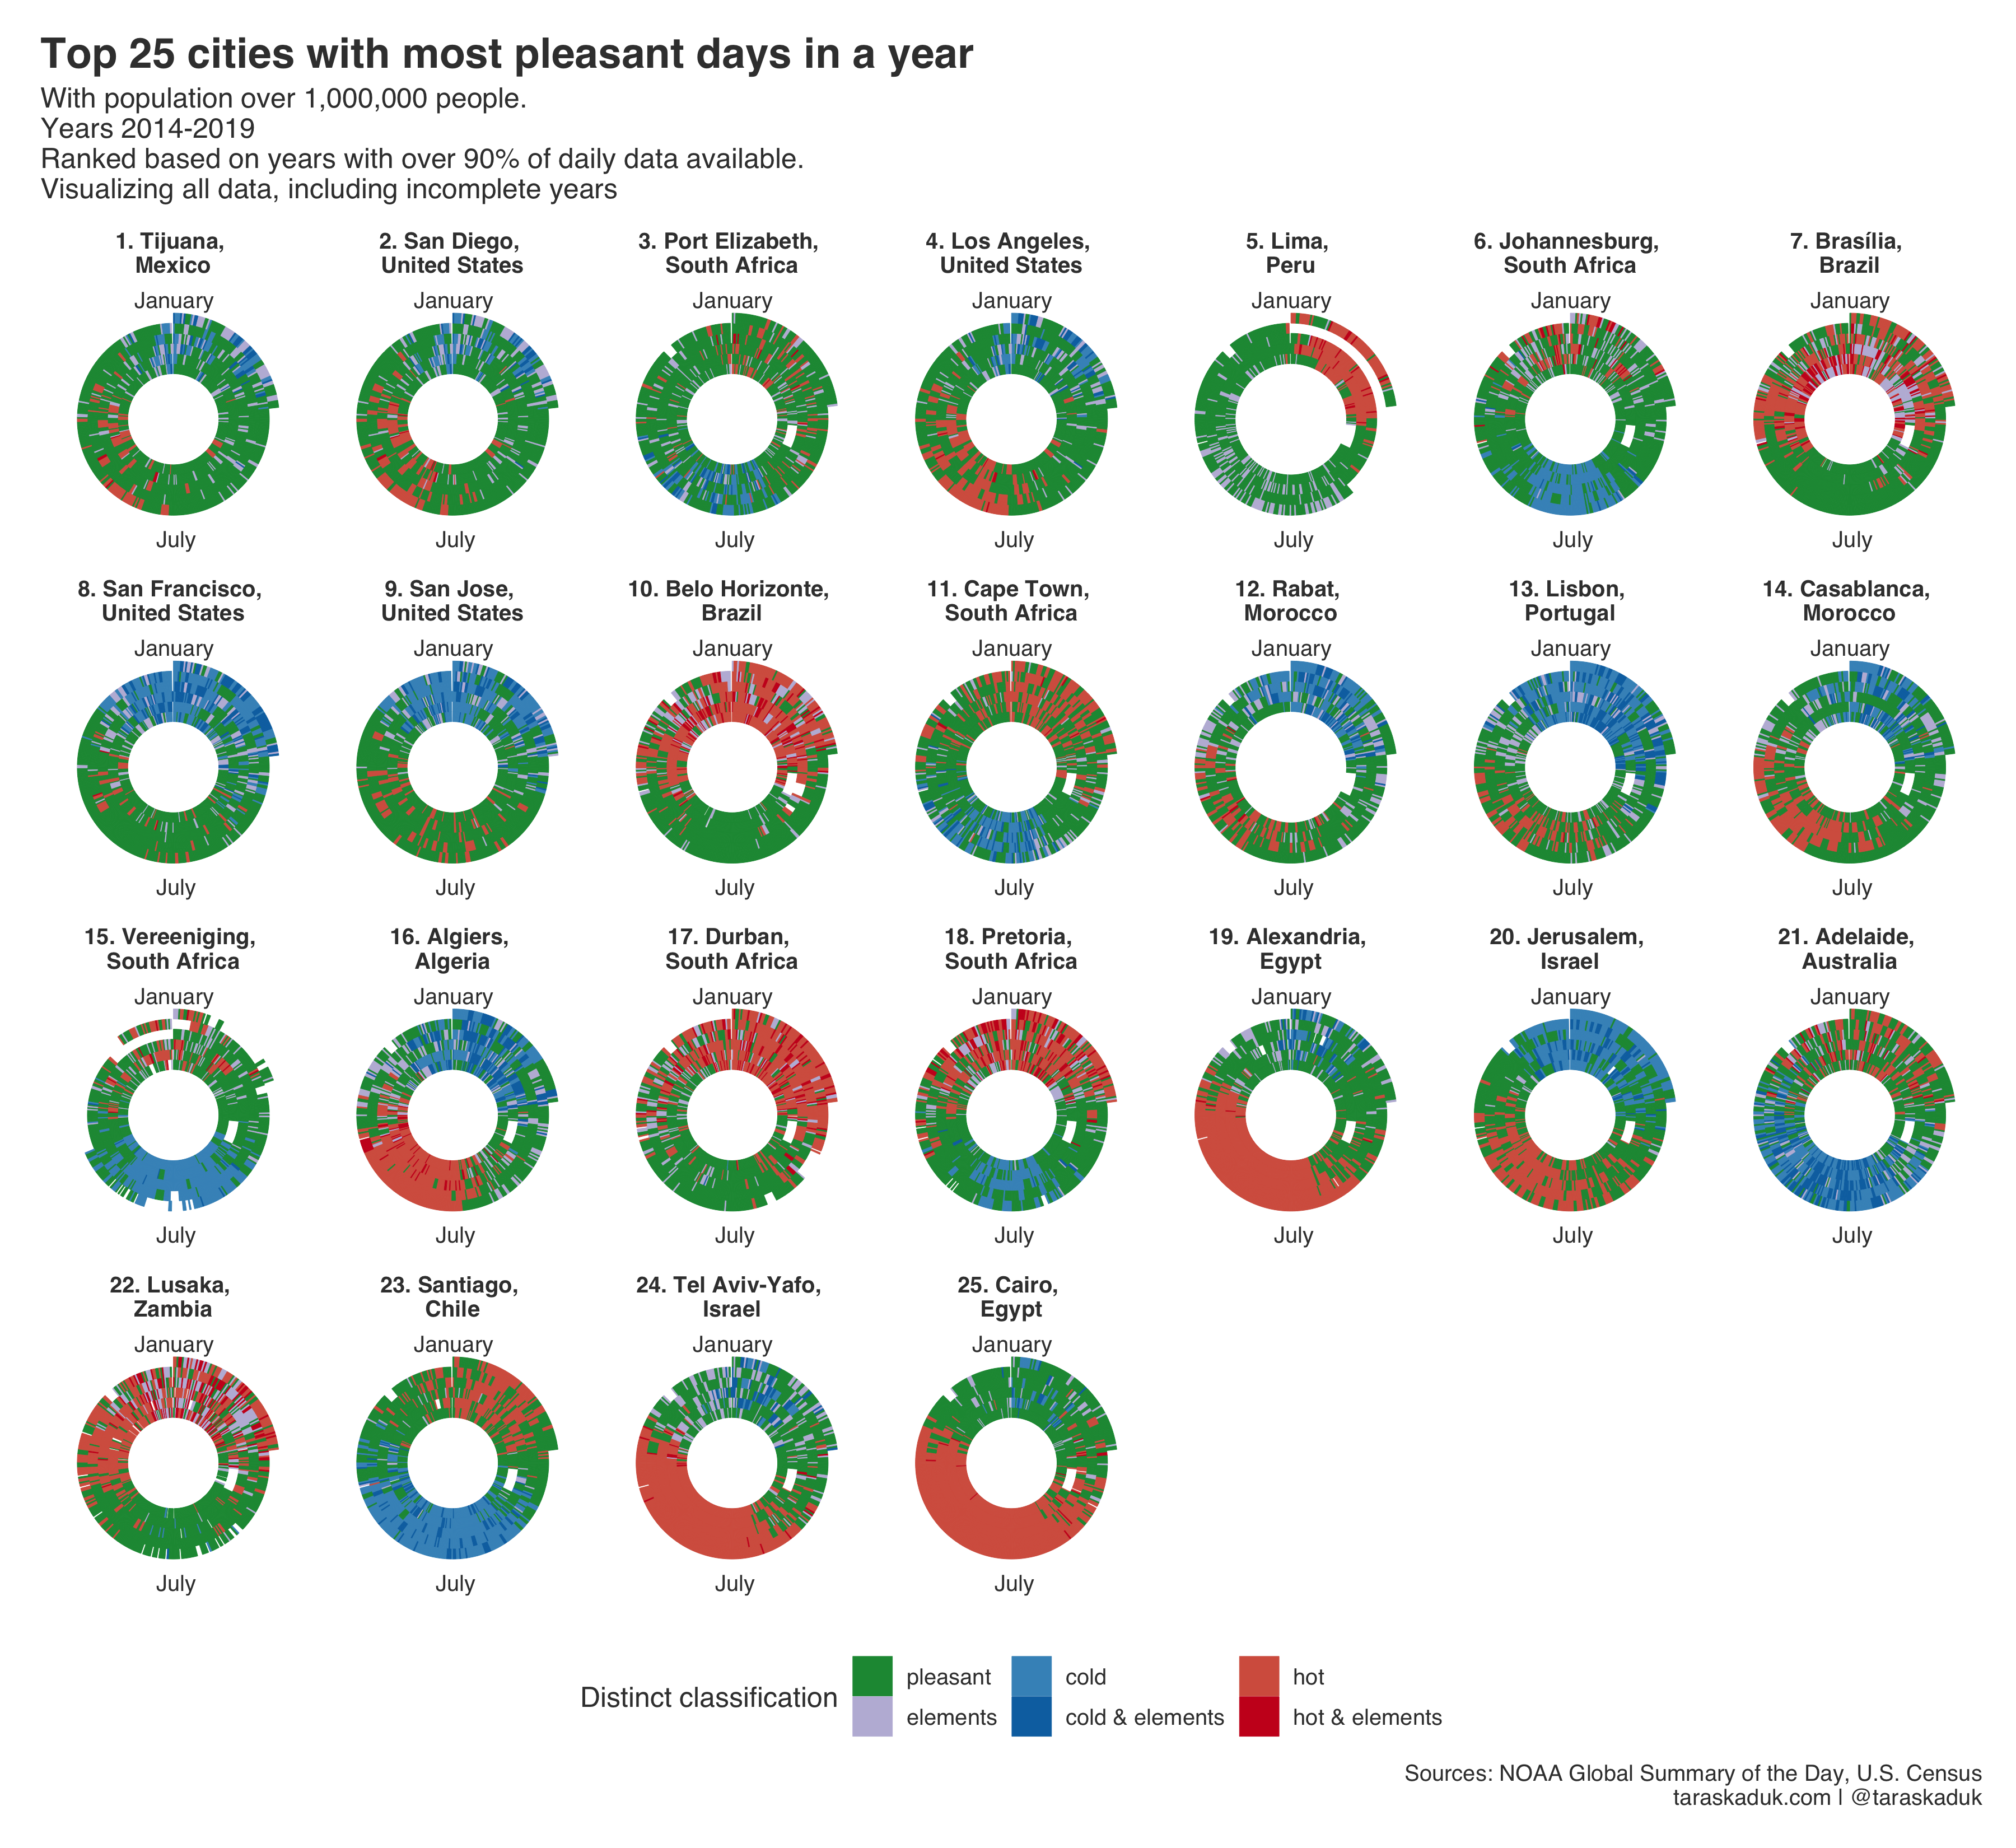 Top 25 cities with most pleasant days in a year
With population over 1,000,000 people.
Years 2014-2019
Ranked based on years with over 90% of daily data available.
Visualizing all data, including incomplete years
1. Tijuana,
Mexico
January
July
2. San Diego,
United States
January
July
3. Port Elizabeth,
South Africa
January
July
4. Los Angeles,
United States
January
July
5. Lima,
Peru
January
July
6. Johannesburg,
South Africa
January
July
7. Brasília,
Brazil
January
July
8. San Francisco,
United States
January
July
9. San Jose,
United States
January
July
10. Belo Horizonte,
Brazil
January
July
11. Cape Town,
South Africa
January
July
12. Rabat,
Morocco
January
July
13. Lisbon,
Portugal
January
July
14. Casablanca,
Morocco
January
July
15. Vereeniging,
South Africa
January
July
16. Algiers,
Algeria
January
July
17. Durban,
South Africa
January
July
18. Pretoria,
South Africa
January
July
19. Alexandria,
Egypt
January
July
20. Jerusalem,
Israel
January
July
21. Adelaide,
Australia
January
July
22. Lusaka,
Zambia
January
July
23. Santiago,
Chile
January
July
24. Tel Aviv-Yafo,
Israel
January
July
25. Cairo,
Egypt
January
July
Distinct classification
pleasant
elements
cold
cold & elements
hot
hot & elements
Sources: NOAA Global Summary of the Day, U.S. Census
taraskaduk.com | @taraskaduk